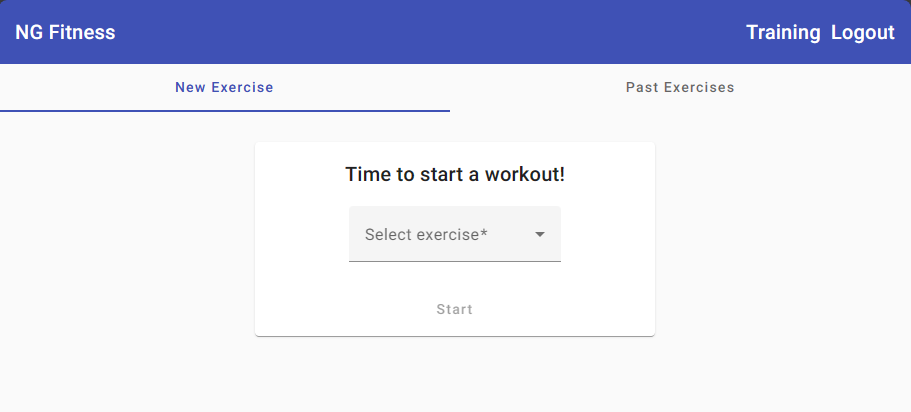 NG Fitness Training Logout
New Exercise Past Exercises
Time to start a workout!
Select exercise*
Start